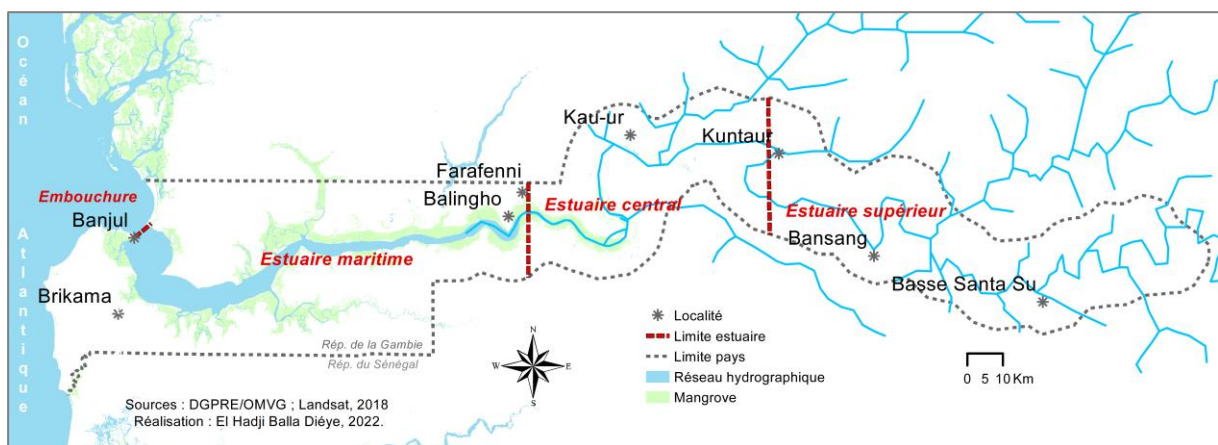 Océan
Atlantique
Kau-ur
Kuntaur
Farafenni
Balingho
Embouchure
Banjul
Estuaire central
Estuaire supérieur
Bansang
Estuaire maritime
Basse Santa Su
Brikama
Rép. de la Gambie
Rép. du Sénégal
N
W
E
S
Localité
Limite estuaire
Limite pays
Réseau hydrographique
Mangrove
0 5 10 Km
Sources : DGPRE/OMVG ; Landsat, 2018
Réalisation : El Hadji Balla Diéye, 2022.